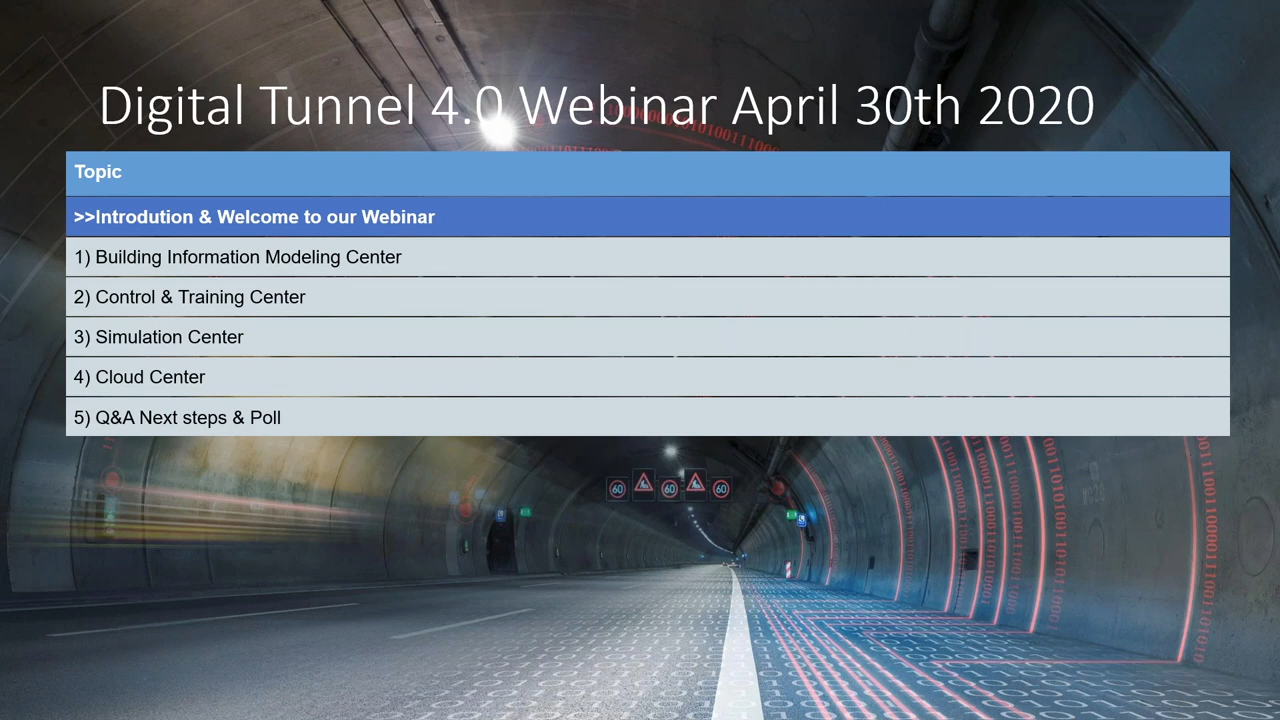 Digital Tunnel 4.0 Webinar April 30th 2020
Topic
>>Introdution & Welcome to our Webinar
1) Building Information Modeling Center
2) Control & Training Center
3) Simulation Center
4) Cloud Center
5) Q&A Next steps & Poll
60 60 60